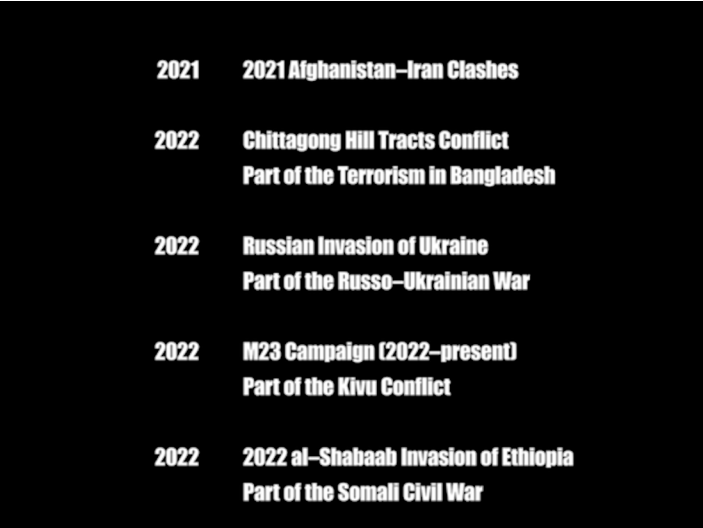 2021 2021 Afghanistan–Iran Clashes
2022 Chittagong Hill Tracts Conflict
Part of the Terrorism in Bangladesh
2022 Russian Invasion of Ukraine
Part of the Russo–Ukrainian War
2022 M23 Campaign (2022–present)
Part of the Kivu Conflict
2022 2022 al–Shabaab Invasion of Ethiopia
Part of the Somali Civil War